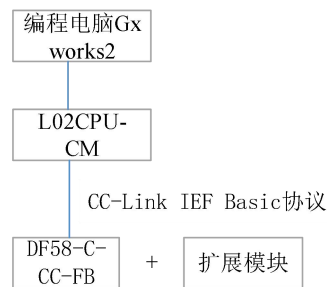 编程电脑Gx
works2
L02CPU-
CM
CC-Link IEF Basic协议
DF58-C-
CC-FB
+
扩展模块